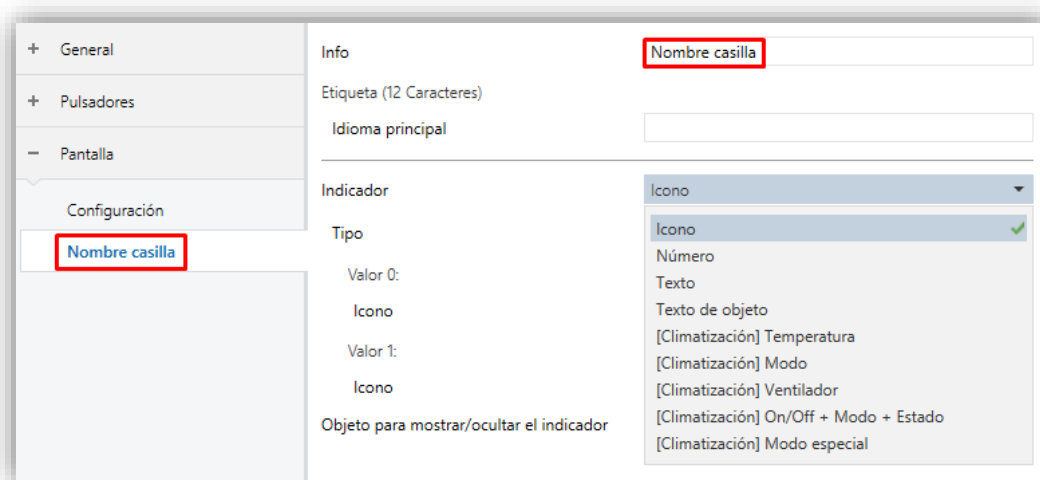 + General
+ Pulsadores
− Pantalla
Configuración
Nombre casilla
Info
Nombre casilla
Etiqueta (12 Caracteres)
Idioma principal
Indicador
Icono
Tipo
Valor 0:
Icono
Valor 1:
Icono
Objeto para mostrar/ocultar el indicador
Icono
Número
Texto
Texto de objeto
[Climatización] Temperatura
[Climatización] Modo
[Climatización] Ventilador
[Climatización] On/Off + Modo + Estado
[Climatización] Modo especial